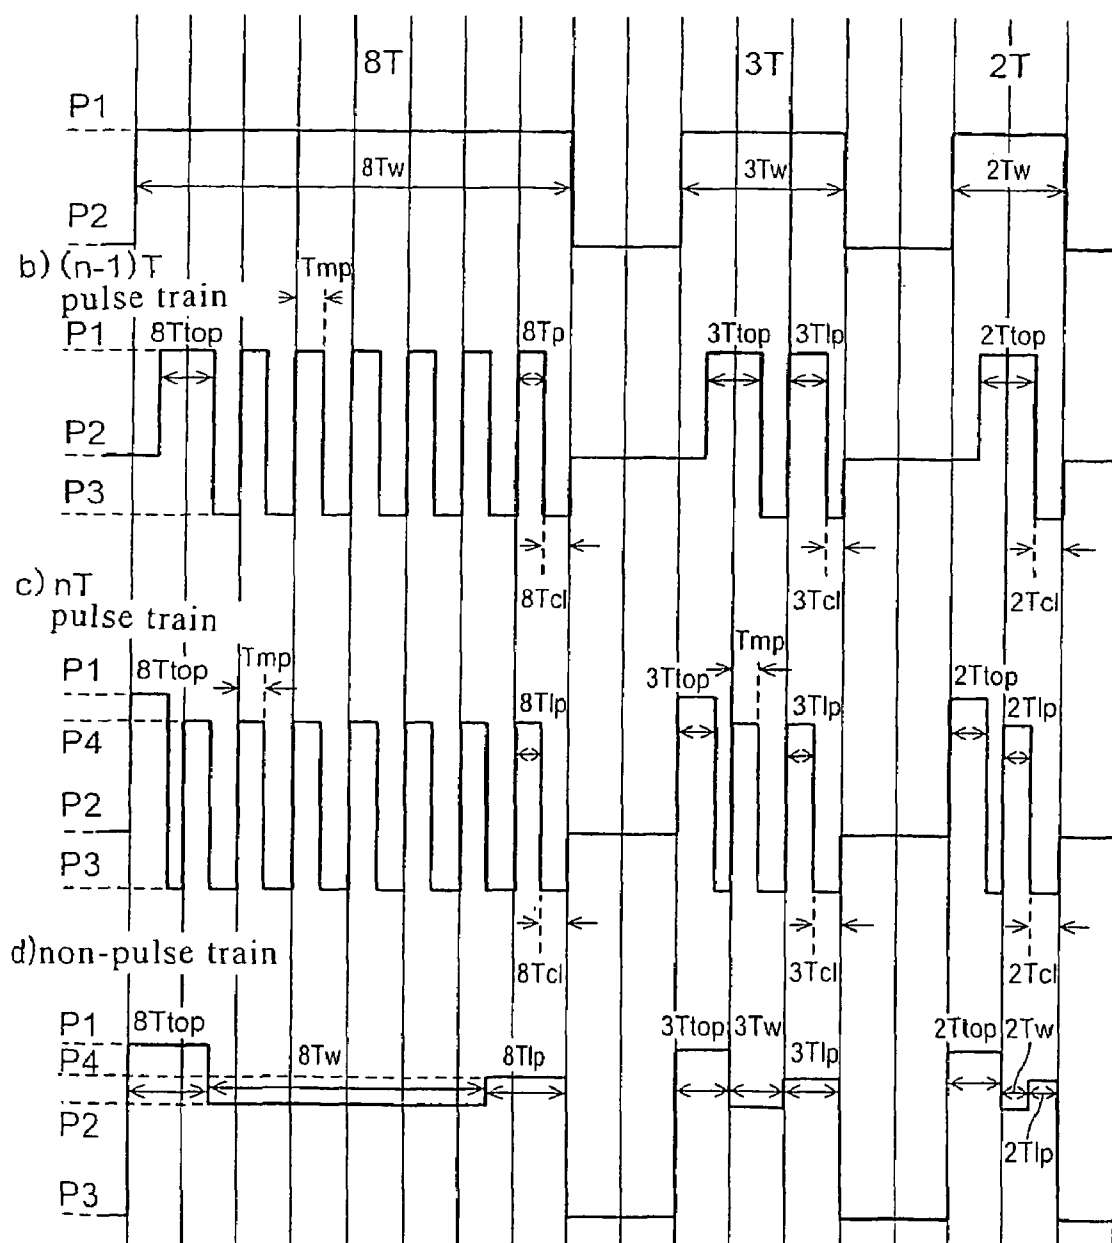 8T 3T 2T
P1
8Tw 3Tw 2Tw
P2
b) (n-1)T
pulse train
Tmp
P1 8Ttop 8Tp 3Ttop 3Tlp 2Ttop
P2
P3
8Tcl 3Tcl 2Tcl
c) nT
pulse train
P1 8Ttop Tmp 8Tlp 3Ttop Tmp 3Tlp 2Ttop 2Tlp
P4
P2
P3
8Tcl 3Tcl 2Tcl
d)non-pulse train
P1 8Ttop 3Ttop 3Tw 2Ttop 2Tw
P4 8Tw 8Tlp 3Tlp
P2
2Tlp
P3